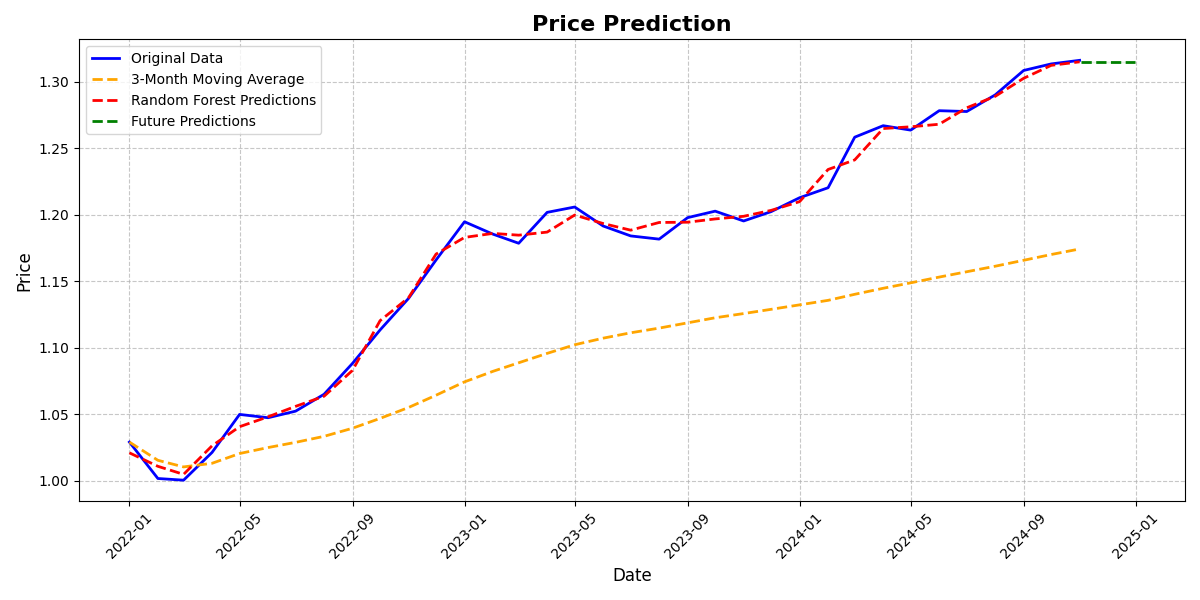 Price Prediction
Original Data
3-Month Moving Average
Random Forest Predictions
Future Predictions
Price
1.30
1.25
1.20
1.15
1.10
1.05
1.00
2022-01
2022-05
2022-09
2023-01
2023-05
2023-09
2024-01
2024-05
2024-09
2025-01
Date